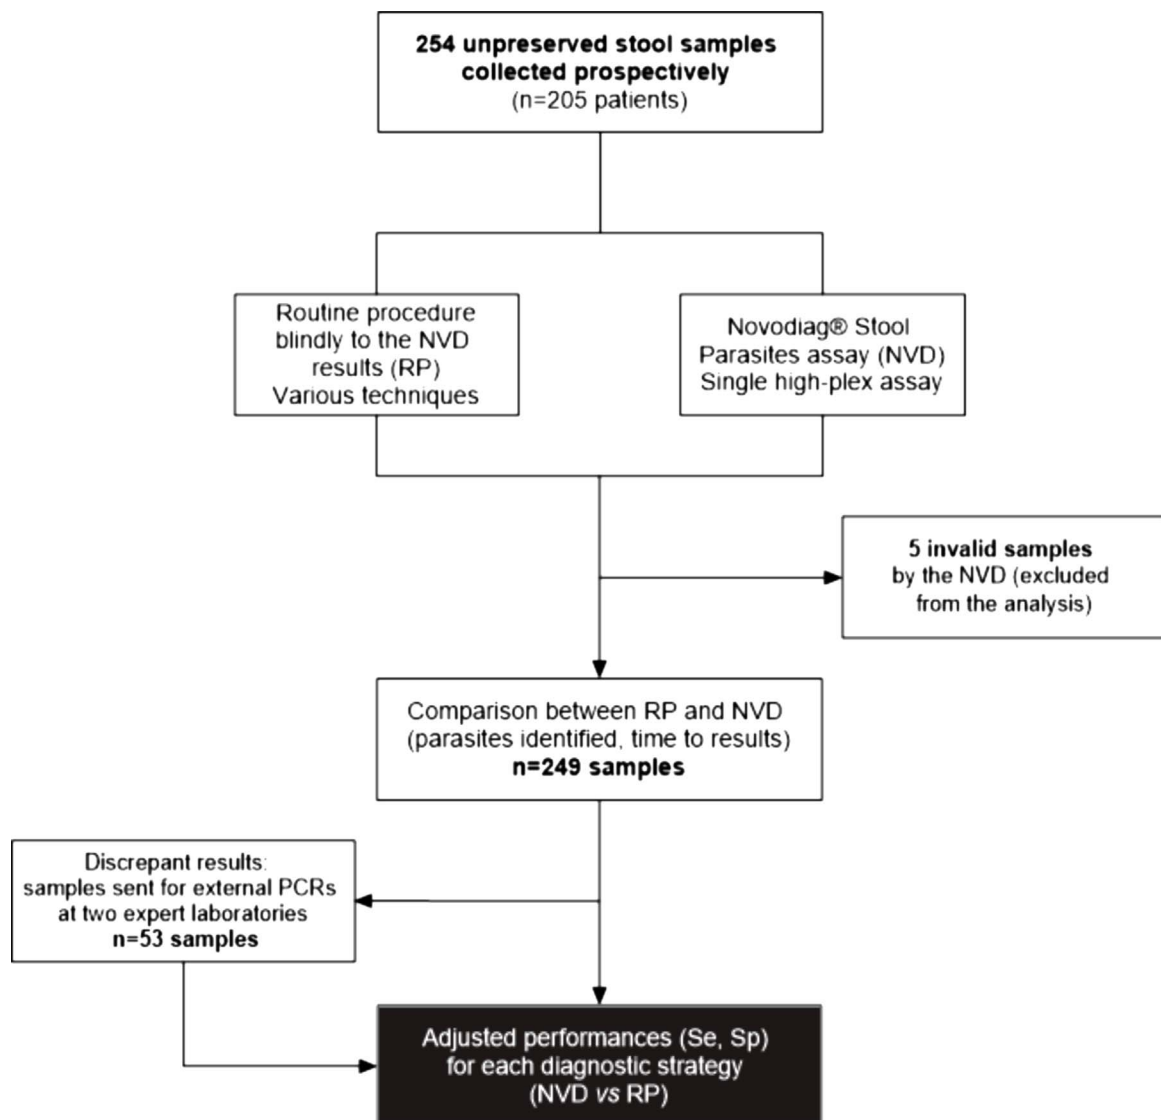 254 unpreserved stool samples
collected prospectively
(n=205 patients)
Routine procedure
blindly to the NVD
results (RP)
Various techniques
Novodiag® Stool
Parasites assay (NVD)
Single high-plex assay
5 invalid samples
by the NVD (excluded
from the analysis)
Comparison between RP and NVD
(parasites identified, time to results)
n=249 samples
Discrepant results:
samples sent for external PCRs
at two expert laboratories
n=53 samples
Adjusted performances (Se, Sp)
for each diagnostic strategy
(NVD vs RP)